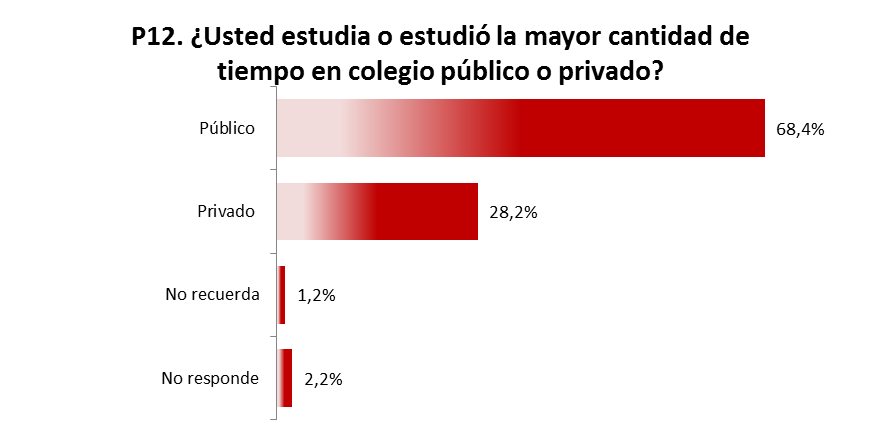 P12. ¿Usted estudia o estudió la mayor cantidad de
tiempo en colegio público o privado?
Público 68,4%
Privado 28,2%
No recuerda 1,2%
No responde 2,2%